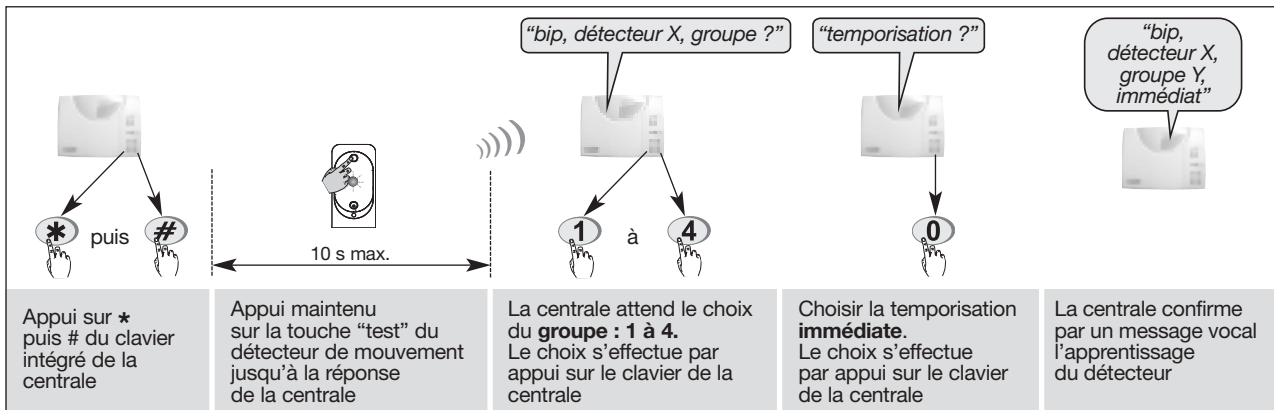 “bip, détecteur X, groupe ?”
“temporisation ?”
“bip,
détecteur X,
groupe Y,
immédiat”
* puis #
10 s max.
1 à 4
0
Appui sur *
puis # du clavier
intégré de la
centrale
Appui maintenu
sur la touche “test” du
détecteur de mouvement
jusqu’à la réponse
de la centrale
La centrale attend le choix
du groupe : 1 à 4.
Le choix s’effectue par
appui sur le clavier de la
centrale
Choisir la temporisation
immédiate.
Le choix s’effectue
par appui sur le clavier
de la centrale
La centrale confirme
par un message vocal
l’apprentissage
du détecteur